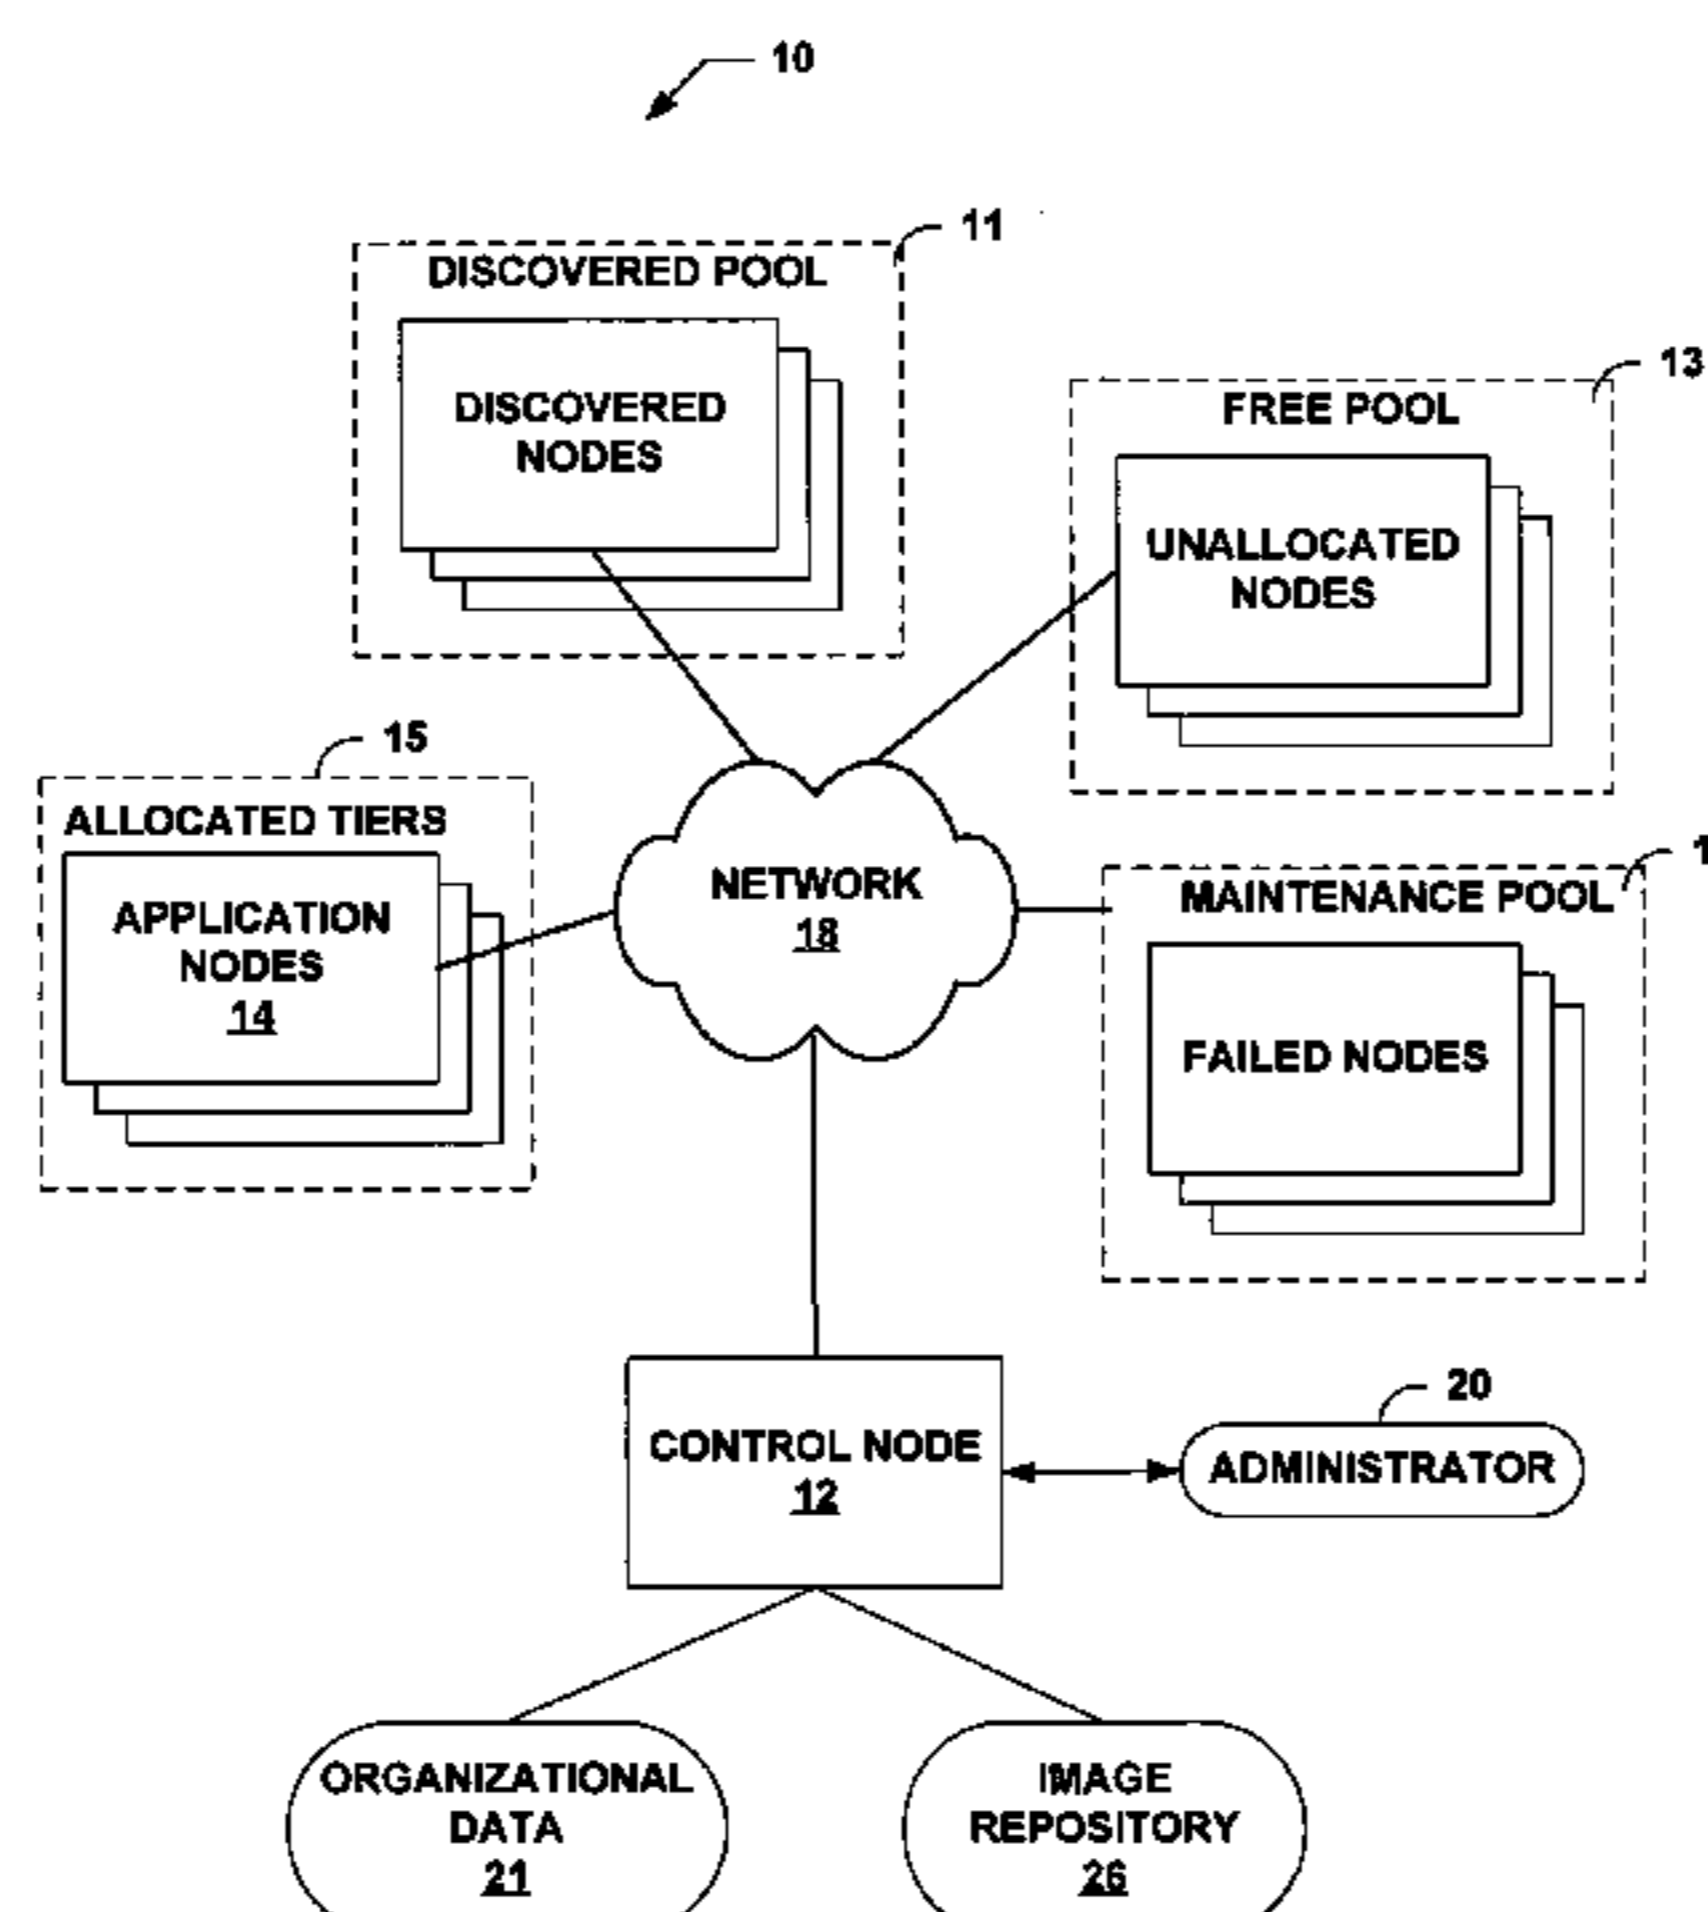 10
11
DISCOVERED POOL
DISCOVERED
NODES
13
FREE POOL
UNALLOCATED
NODES
15
ALLOCATED TIERS
APPLICATION
NODES
14
NETWORK
18
MAINTENANCE POOL
FAILED NODES
CONTROL NODE
12
20
ADMINISTRATOR
ORGANIZATIONAL
DATA
21
IMAGE
REPOSITORY
26